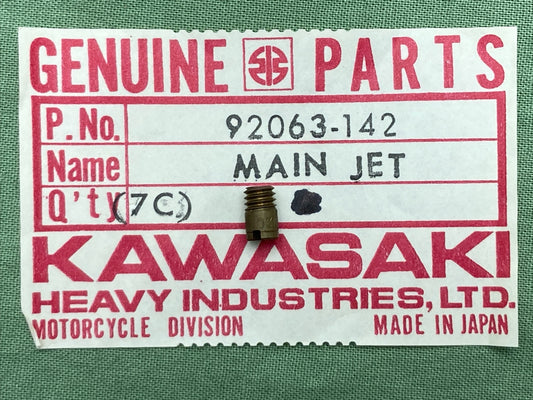 GENUINE PARTS
P. No. 92063-142
Name MAIN JET
Q'ty (7C)
KAWASAKI
HEAVY INDUSTRIES, LTD.
MOTORCYCLE DIVISION MADE IN JAPAN